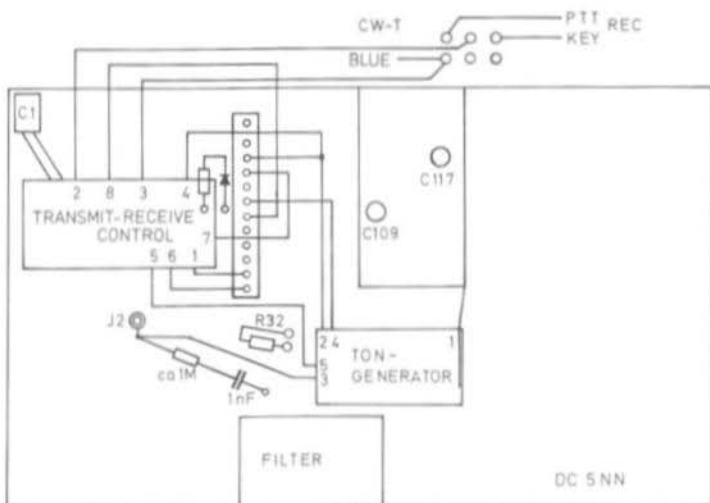 CW-T
PTT
REC
KEY
BLUE
C1
2 8 3 4
TRANSMIT-RECEIVE
CONTROL
7
5 6 1
C117
C109
J2
R32
ca 1M
1nF
2 4 1
5
3
TON-
GENERATOR
FILTER
DC 5NN